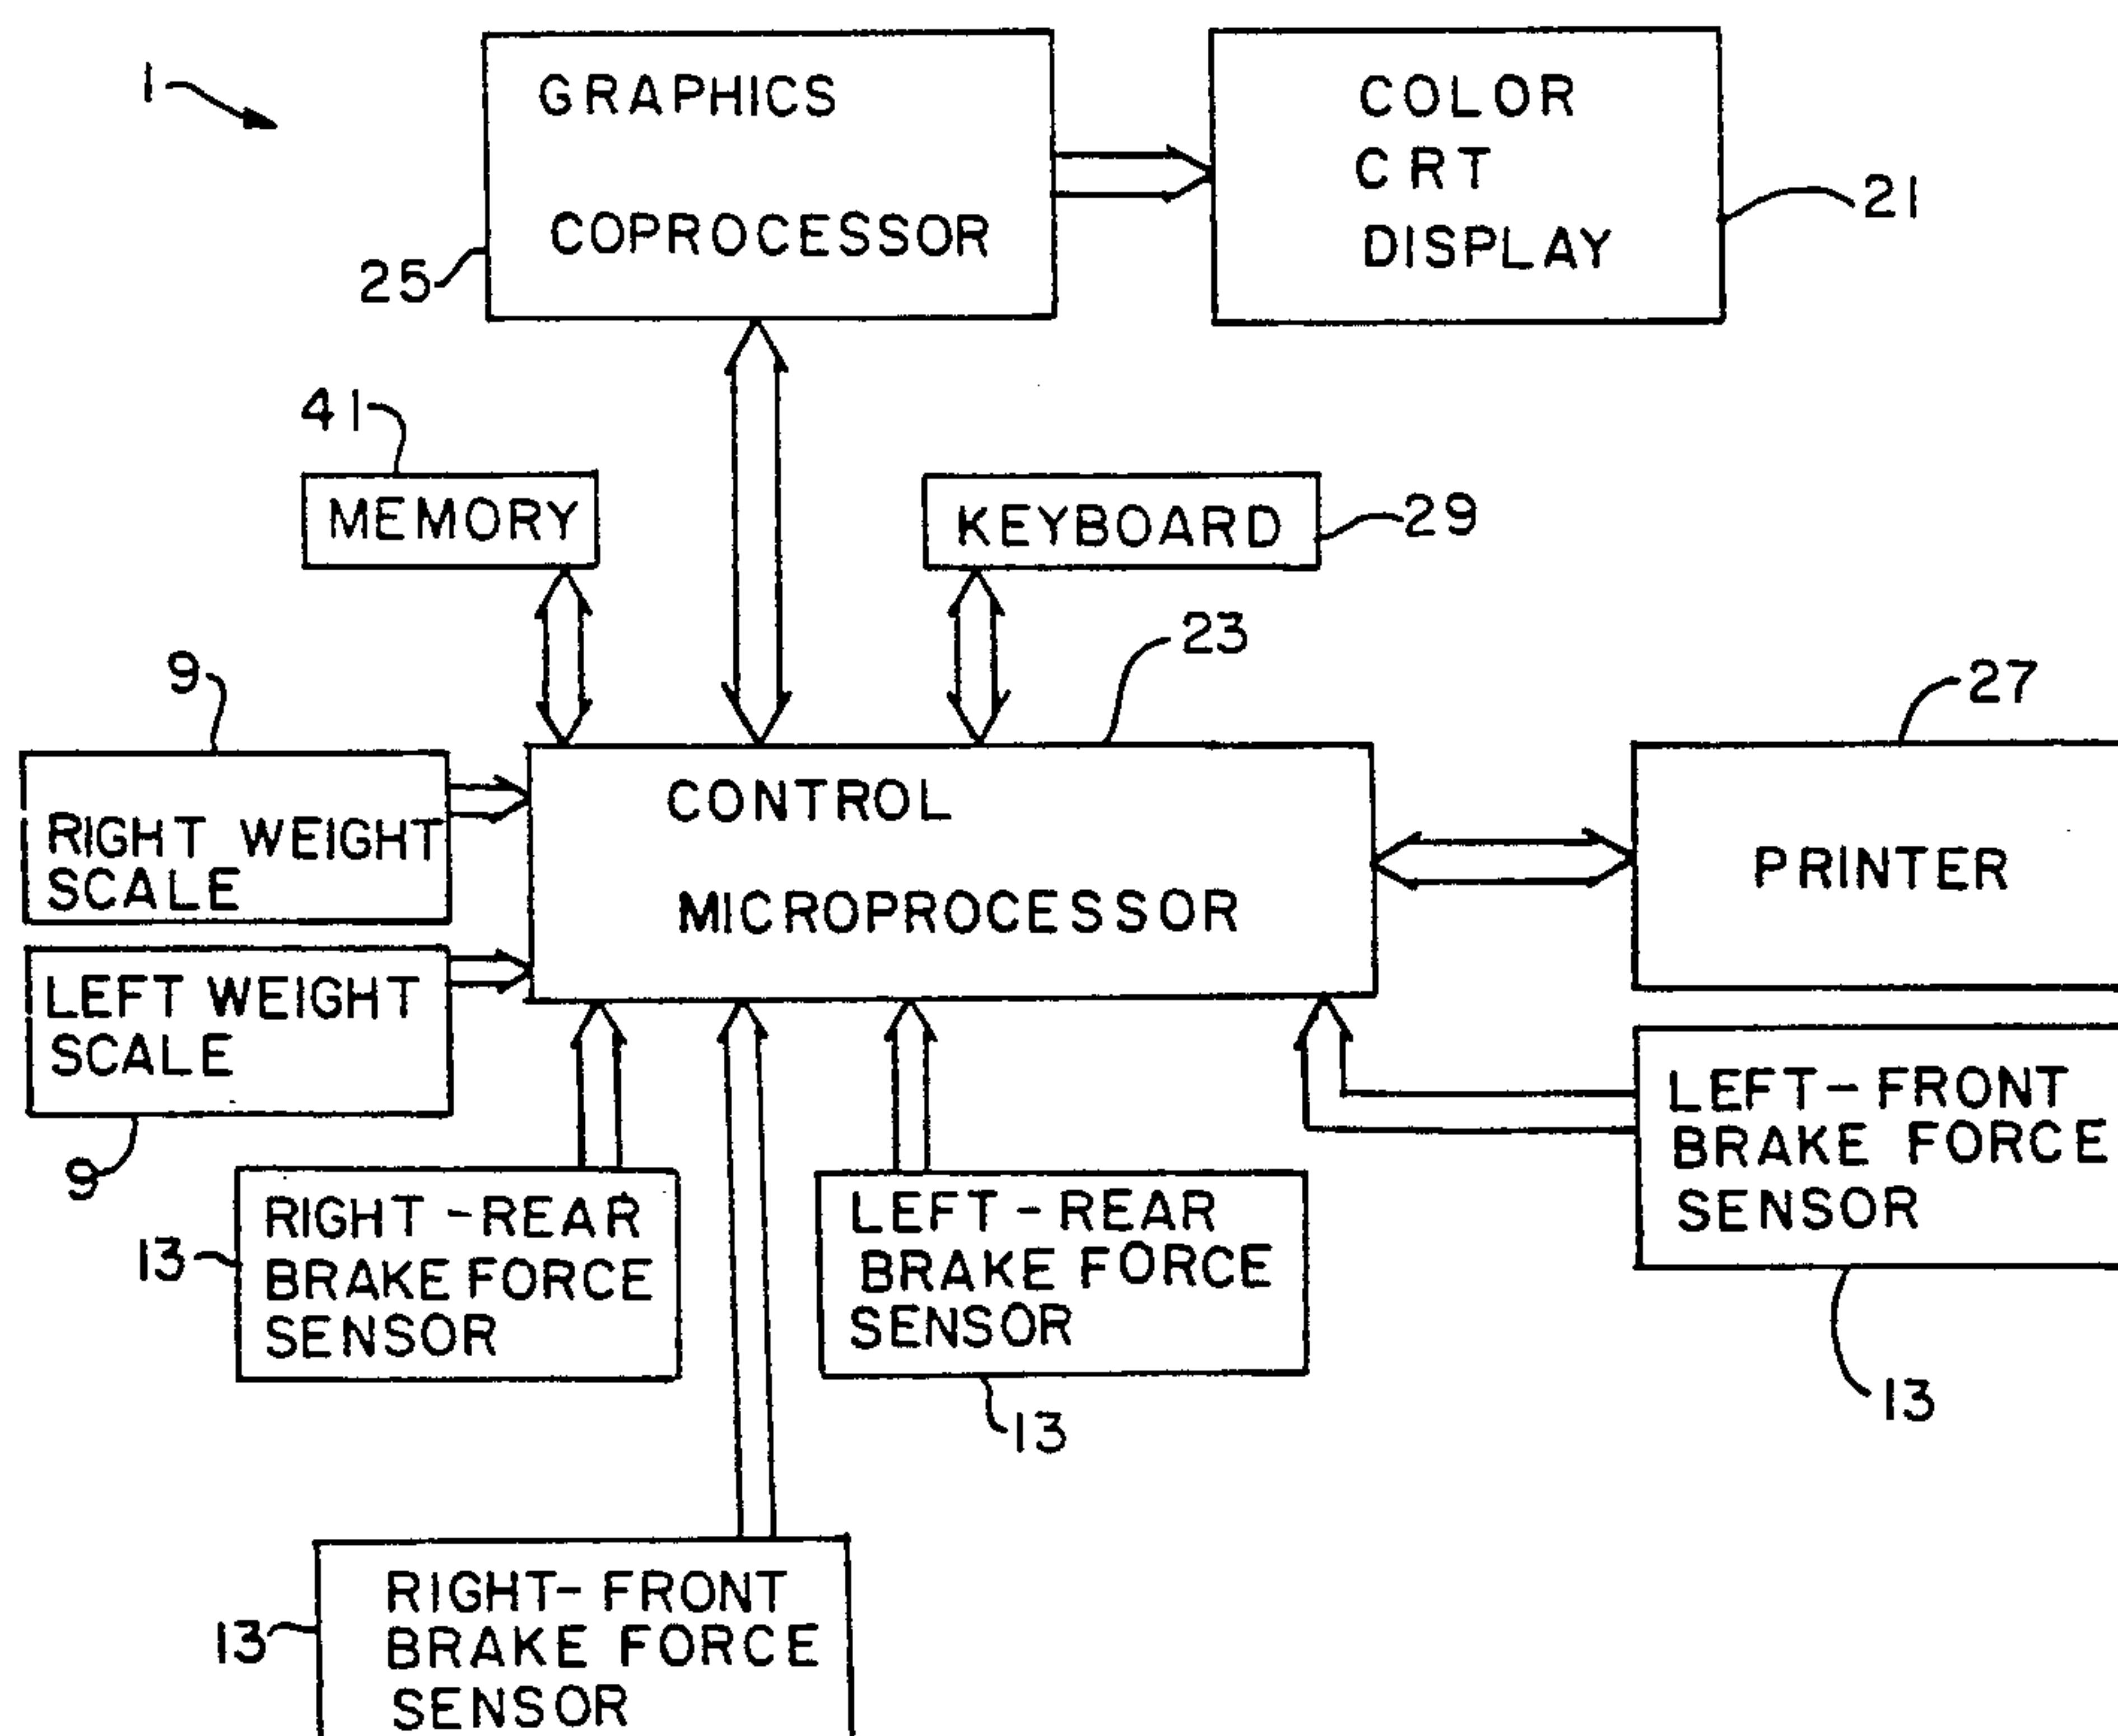 1
GRAPHICS
COPROCESSOR
25
COLOR
CRT
DISPLAY
21
41
MEMORY
KEYBOARD
29
23
9
27
RIGHT WEIGHT
SCALE
CONTROL
MICROPROCESSOR
PRINTER
LEFT WEIGHT
SCALE
9
LEFT-FRONT
BRAKE FORCE
SENSOR
13
RIGHT-REAR
BRAKE FORCE
SENSOR
13
LEFT-REAR
BRAKE FORCE
SENSOR
13
RIGHT-FRONT
BRAKE FORCE
SENSOR
13